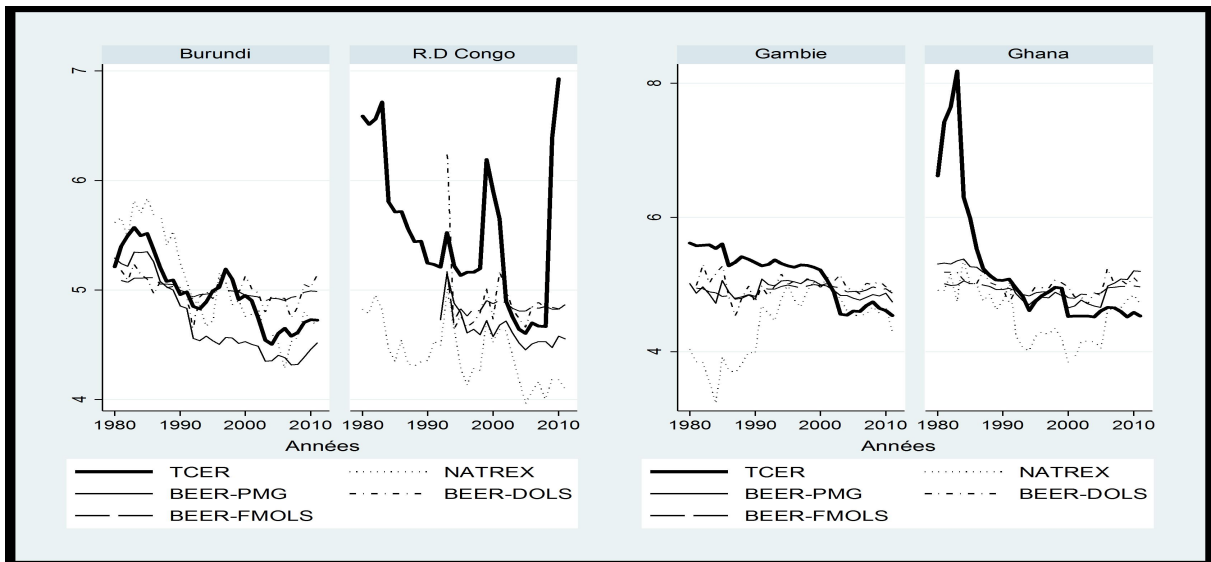 Burundi
R.D Congo
7
6
5
4
1980 1990 2000 2010 1980 1990 2000 2010
Années
TCER
NATREX
BEER-PMG
BEER-DOLS
BEER-FMOLS
Gambie
Ghana
8
6
4
1980 1990 2000 2010 1980 1990 2000 2010
Années
TCER
NATREX
BEER-PMG
BEER-DOLS
BEER-FMOLS